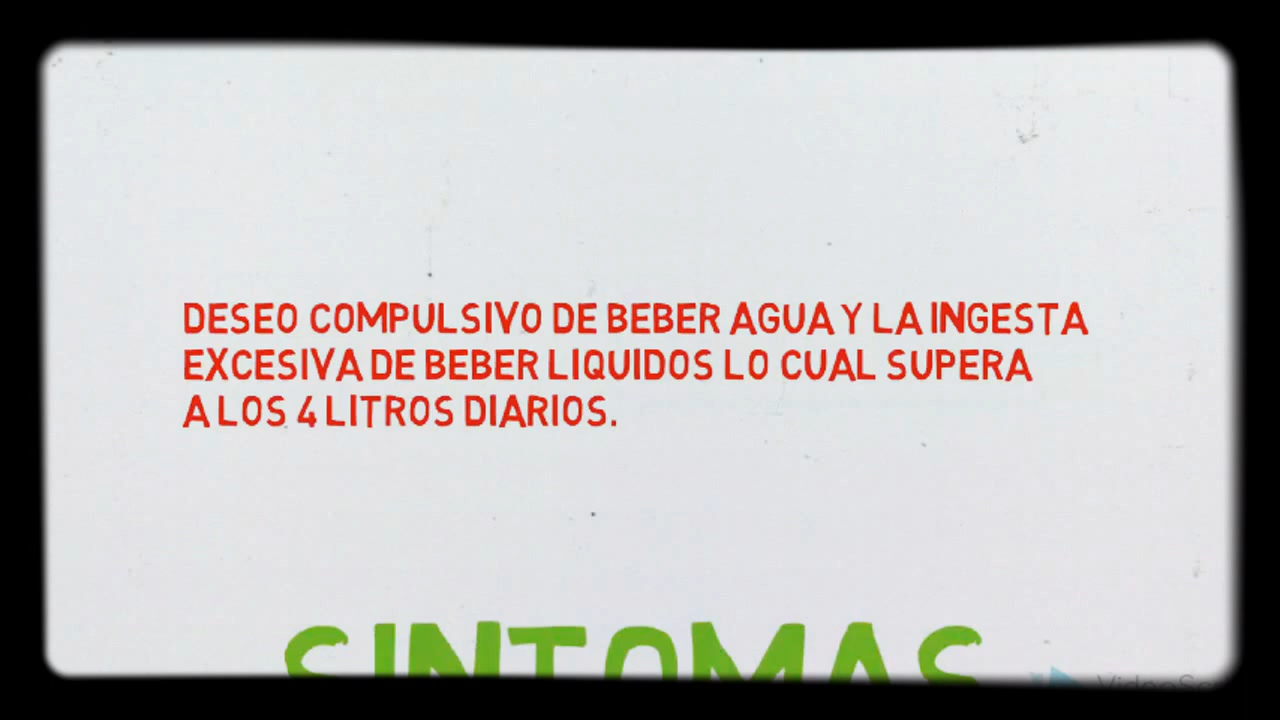 DESEO COMPULSIVO DE BEBER AGUA Y LA INGESTA
EXCESIVA DE BEBER LIQUIDOS LO CUAL SUPERA
A LOS 4 LITROS DIARIOS.
SINTOMAS